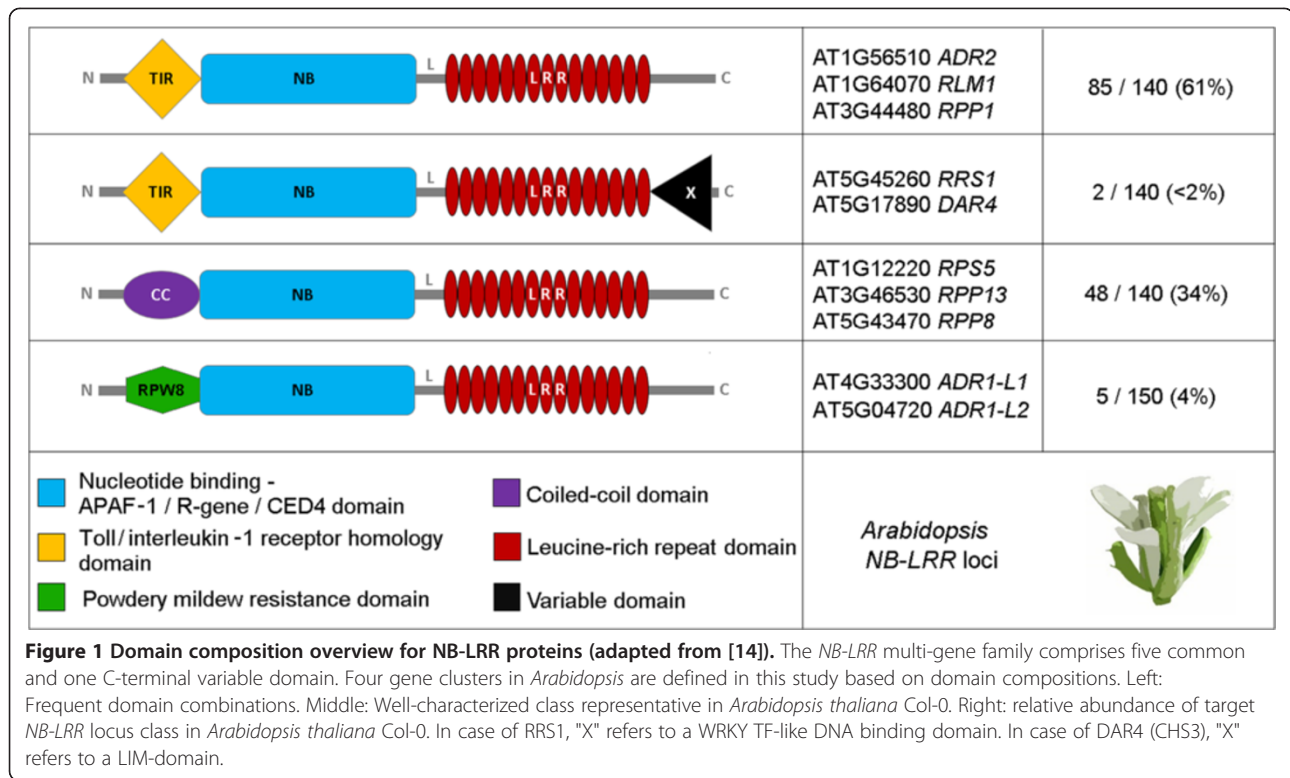 N TIR NB L LRR C
AT1G56510 ADR2
AT1G64070 RLM1
AT3G44480 RPP1
85 / 140 (61%)
N TIR NB L LRR X C
AT5G45260 RRS1
AT5G17890 DAR4
2 / 140 (<2%)
N CC NB L LRR C
AT1G12220 RPS5
AT3G46530 RPP13
AT5G43470 RPP8
48 / 140 (34%)
N RPW8 NB L LRR C
AT4G33300 ADR1-L1
AT5G04720 ADR1-L2
5 / 150 (4%)
Nucleotide binding -
APAF-1 / R-gene / CED4 domain
Toll/interleukin -1 receptor homology
domain
Powdery mildew resistance domain
Coiled-coil domain
Leucine-rich repeat domain
Variable domain
Arabidopsis
NB-LRR loci
Figure 1 Domain composition overview for NB-LRR proteins (adapted from [14]). The NB-LRR multi-gene family comprises five common
and one C-terminal variable domain. Four gene clusters in Arabidopsis are defined in this study based on domain compositions. Left:
Frequent domain combinations. Middle: Well-characterized class representative in Arabidopsis thaliana Col-0. Right: relative abundance of target
NB-LRR locus class in Arabidopsis thaliana Col-0. In case of RRS1, "X" refers to a WRKY TF-like DNA binding domain. In case of DAR4 (CHS3), "X"
refers to a LIM-domain.